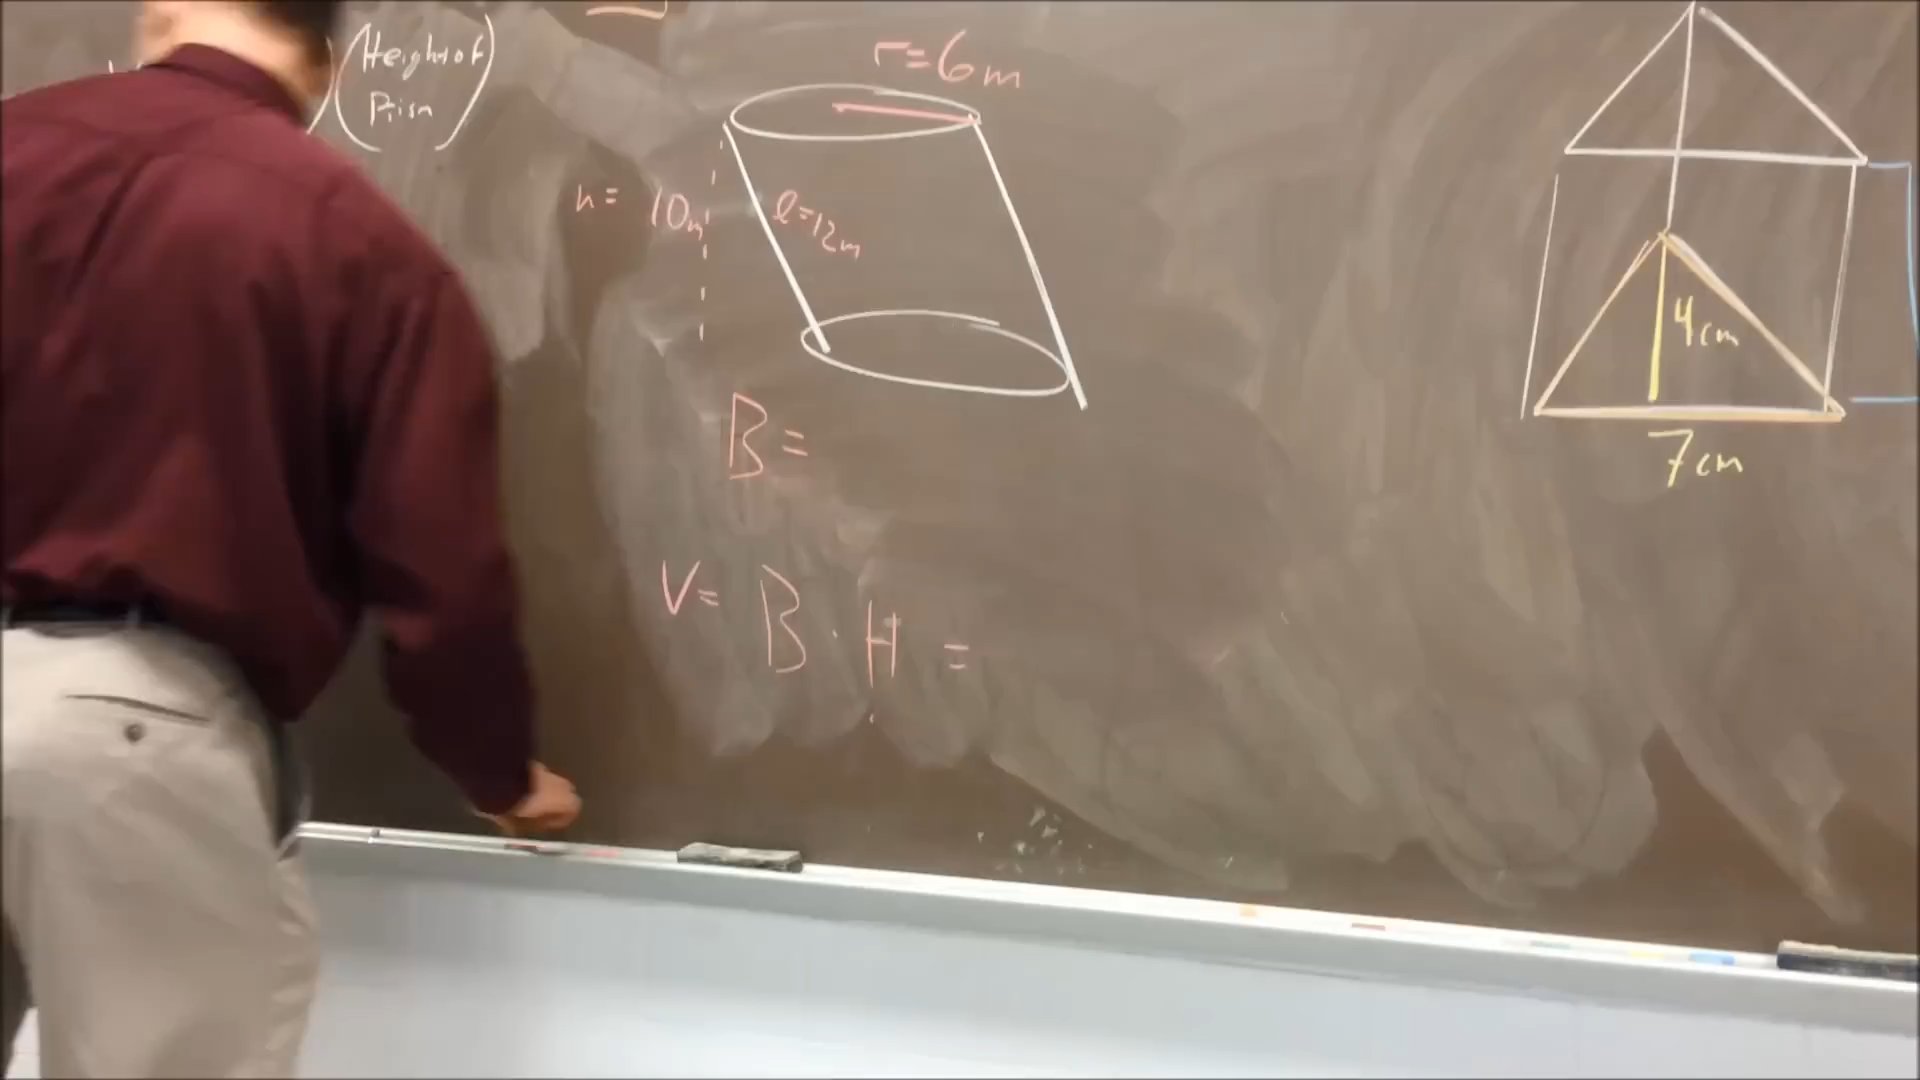 (Height of
Prism)
r=6m
h= 10m
l=12m
B=
V= B · H =
4cm
7cm